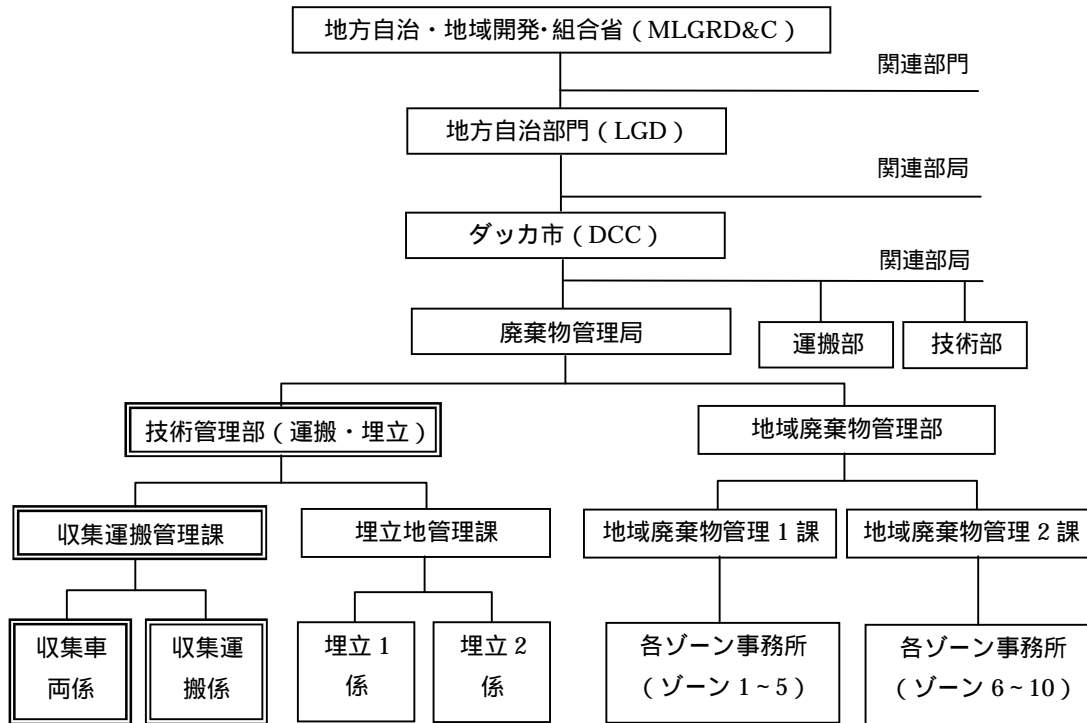 地方自治・地域開発・組合省（MLGRD&C）
関連部門
地方自治部門（LGD）
関連部局
ダッカ市（DCC）
関連部局
廃棄物管理局
運搬部
技術部
技術管理部（運搬・埋立）
地域廃棄物管理部
収集運搬管理課
埋立地管理課
地域廃棄物管理 1 課
地域廃棄物管理 2 課
収集車
両係
収集運
搬係
埋立 1
係
埋立 2
係
各ゾーン事務所
（ゾーン 1~5）
各ゾーン事務所
（ゾーン 6~10）